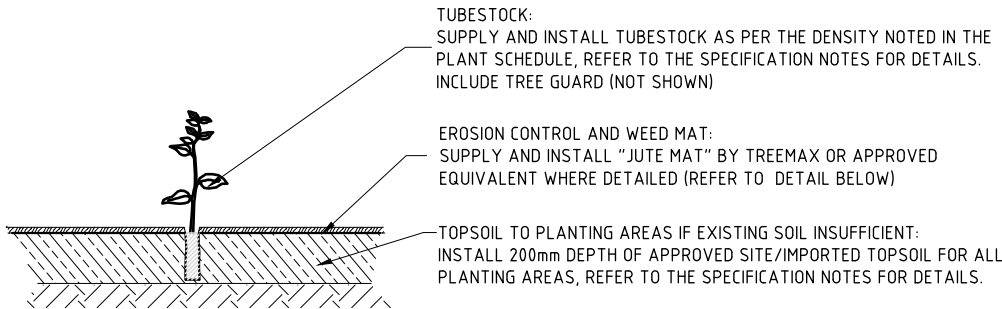 TUBESTOCK:
SUPPLY AND INSTALL TUBESTOCK AS PER THE DENSITY NOTED IN THE
PLANT SCHEDULE, REFER TO THE SPECIFICATION NOTES FOR DETAILS.
INCLUDE TREE GUARD (NOT SHOWN)
EROSION CONTROL AND WEED MAT:
SUPPLY AND INSTALL "JUTE MAT" BY TREEMAX OR APPROVED
EQUIVALENT WHERE DETAILED (REFER TO DETAIL BELOW)
TOPSOIL TO PLANTING AREAS IF EXISTING SOIL INSUFFICIENT:
INSTALL 200mm DEPTH OF APPROVED SITE/IMPORTED TOPSOIL FOR ALL
PLANTING AREAS, REFER TO THE SPECIFICATION NOTES FOR DETAILS.